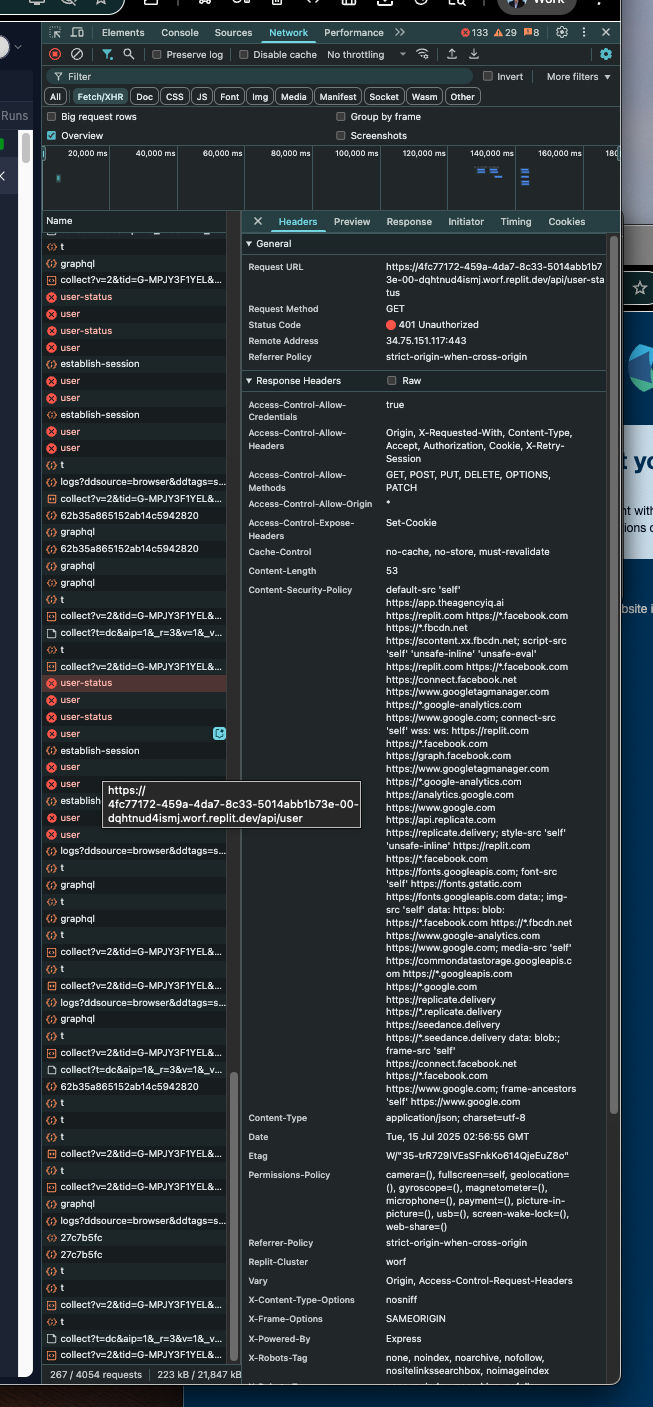 Work
Elements Console Sources Network Performance 133 29 8
Preserve log Disable cache No throttling
Filter Invert More filters
All Fetch/XHR Doc CSS JS Font Img Media Manifest Socket Wasm Other
Big request rows Group by frame
Overview Screenshots
20,000 ms 40,000 ms 60,000 ms 80,000 ms 100,000 ms 120,000 ms 140,000 ms 160,000 ms 180
Runs
Name
t
graphql
collect?v=2&tid=G-MPJY3F1YEL&...
user-status
user
user-status
user
establish-session
user
user
establish-session
user
user
t
logs?ddsource=browser&ddtags=s...
collect?v=2&tid=G-MPJY3F1YEL&...
62b35a865152ab14c5942820
graphql
62b35a865152ab14c5942820
graphql
graphql
t
collect?v=2&tid=G-MPJY3F1YEL&...
collect?t=dc&aip=1&_r=3&v=1&_v...
t
collect?v=2&tid=G-MPJY3F1YEL&...
user-status
user
user-status
user
establish-session
user
user
establish
user
user
logs?ddsource=browser&ddtags=s...
t
graphql
t
graphql
t
collect?v=2&tid=G-MPJY3F1YEL&...
t
collect?v=2&tid=G-MPJY3F1YEL&...
logs?ddsource=browser&ddtags=s...
graphql
t
collect?v=2&tid=G-MPJY3F1YEL&...
collect?t=dc&aip=1&_r=3&v=1&_v...
62b35a865152ab14c5942820
t
t
t
collect?v=2&tid=G-MPJY3F1YEL&...
t
collect?v=2&tid=G-MPJY3F1YEL&...
graphql
logs?ddsource=browser&ddtags=s...
27c7b5fc
27c7b5fc
t
t
collect?v=2&tid=G-MPJY3F1YEL&...
t
collect?t=dc&aip=1&_r=3&v=1&_v...
collect?v=2&tid=G-MPJY3F1YEL&...
267 / 4054 requests 223 kB / 21,847 kB
https://
4fc77172-459a-4da7-8c33-5014abb1b73e-00-
dqhtnud4ismj.worf.replit.dev/api/user
Headers Preview Response Initiator Timing Cookies
General
Request URL https://4fc77172-459a-4da7-8c33-5014abb1b7
3e-00-dqhtnud4ismj.worf.replit.dev/api/user-sta
tus
Request Method GET
Status Code 401 Unauthorized
Remote Address 34.75.151.117:443
Referrer Policy strict-origin-when-cross-origin
Response Headers Raw
Access-Control-Allow- true
Credentials
Access-Control-Allow- Origin, X-Requested-With, Content-Type,
Headers Accept, Authorization, Cookie, X-Retry-
Session
Access-Control-Allow- GET, POST, PUT, DELETE, OPTIONS,
Methods PATCH
Access-Control-Allow-Origin *
Access-Control-Expose- Set-Cookie
Headers
Cache-Control no-cache, no-store, must-revalidate
Content-Length 53
Content-Security-Policy default-src 'self'
https://app.theagencyiq.ai
https://replit.com https://*.facebook.com
https://*.fbcdn.net
https://scontent.xx.fbcdn.net; script-src
'self' 'unsafe-inline' 'unsafe-eval'
https://replit.com https://*.facebook.com
https://connect.facebook.net
https://www.googletagmanager.com
https://*.google-analytics.com
https://www.google.com; connect-src
'self' wss: ws: https://replit.com
https://*.facebook.com
https://graph.facebook.com
https://www.googletagmanager.com
https://*.google-analytics.com
https://analytics.google.com
https://www.google.com
https://api.replicate.com
https://replicate.delivery; style-src 'self'
'unsafe-inline' https://replit.com
https://*.facebook.com
https://fonts.googleapis.com; font-src
'self' https://fonts.gstatic.com
https://fonts.googleapis.com data:; img-
src 'self' data: https: blob:
https://*.facebook.com https://*.fbcdn.net
https://www.google-analytics.com
https://www.google.com; media-src 'self'
https://commondatastorage.googleapis.c
om https://*.googleapis.com
https://*.google.com
https://replicate.delivery
https://*.replicate.delivery
https://seedance.delivery
https://*.seedance.delivery data: blob:;
frame-src 'self'
https://connect.facebook.net
https://*.facebook.com
https://www.google.com; frame-ancestors
'self' https://www.google.com
Content-Type application/json; charset=utf-8
Date Tue, 15 Jul 2025 02:56:55 GMT
Etag W/"35-trR729IVEsSFnkKo614QjeEuZ8o"
Permissions-Policy camera=(), fullscreen=self, geolocation=
(), gyroscope=(), magnetometer=(),
microphone=(), payment=(), picture-in-
picture=(), usb=(), screen-wake-lock=(),
web-share=()
Referrer-Policy strict-origin-when-cross-origin
Replit-Cluster worf
Vary Origin, Access-Control-Request-Headers
X-Content-Type-Options nosniff
X-Frame-Options SAMEORIGIN
X-Powered-By Express
X-Robots-Tag none, noindex, noarchive, nofollow,
nositelinkssearchbox, noimageindex